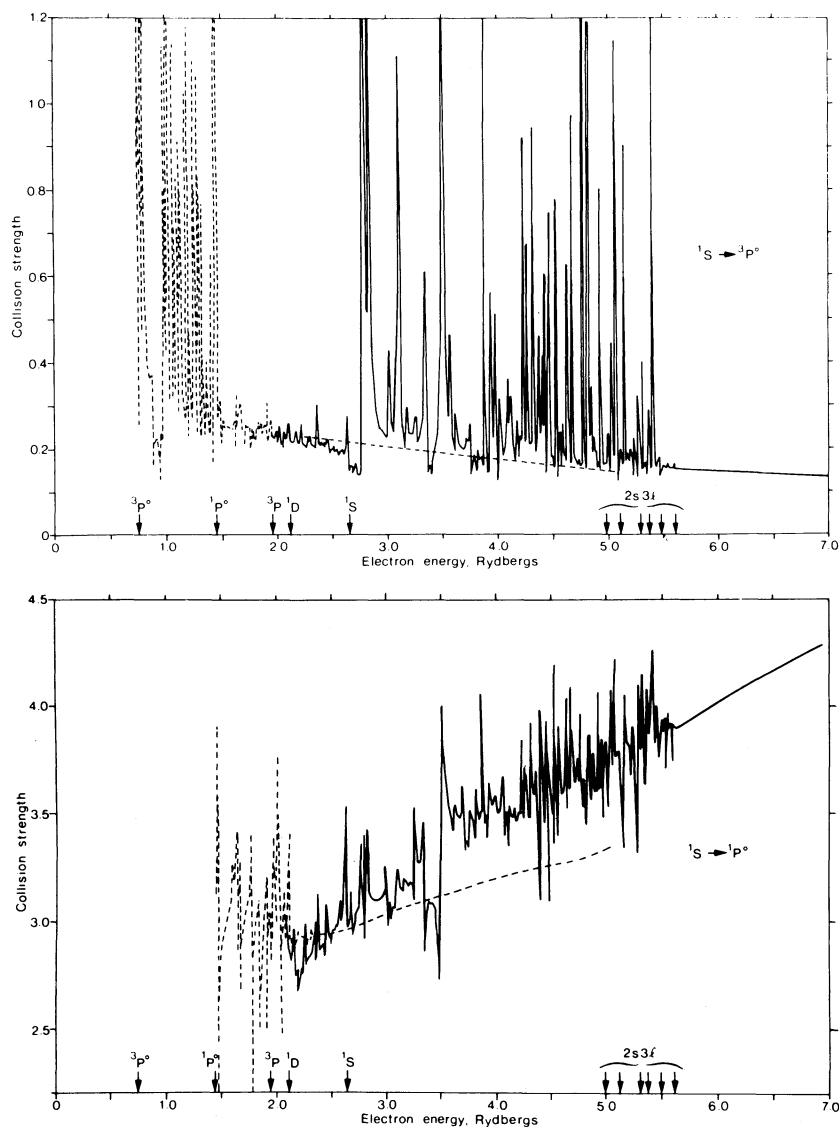 1.2
1.0
0.8
0.6
0.4
0.2
0
Collision strength
¹S → ³P°
³P° ¹P° ³P ¹D ¹S 2s3ℓ
0 1.0 2.0 3.0 4.0 5.0 6.0 7.0
Electron energy, Rydbergs
4.5
4.0
3.5
3.0
2.5
Collision strength
¹S → ¹P°
³P° ¹P° ³P ¹D ¹S 2s3ℓ
0 1.0 2.0 3.0 4.0 5.0 6.0 7.0
Electron energy, Rydbergs